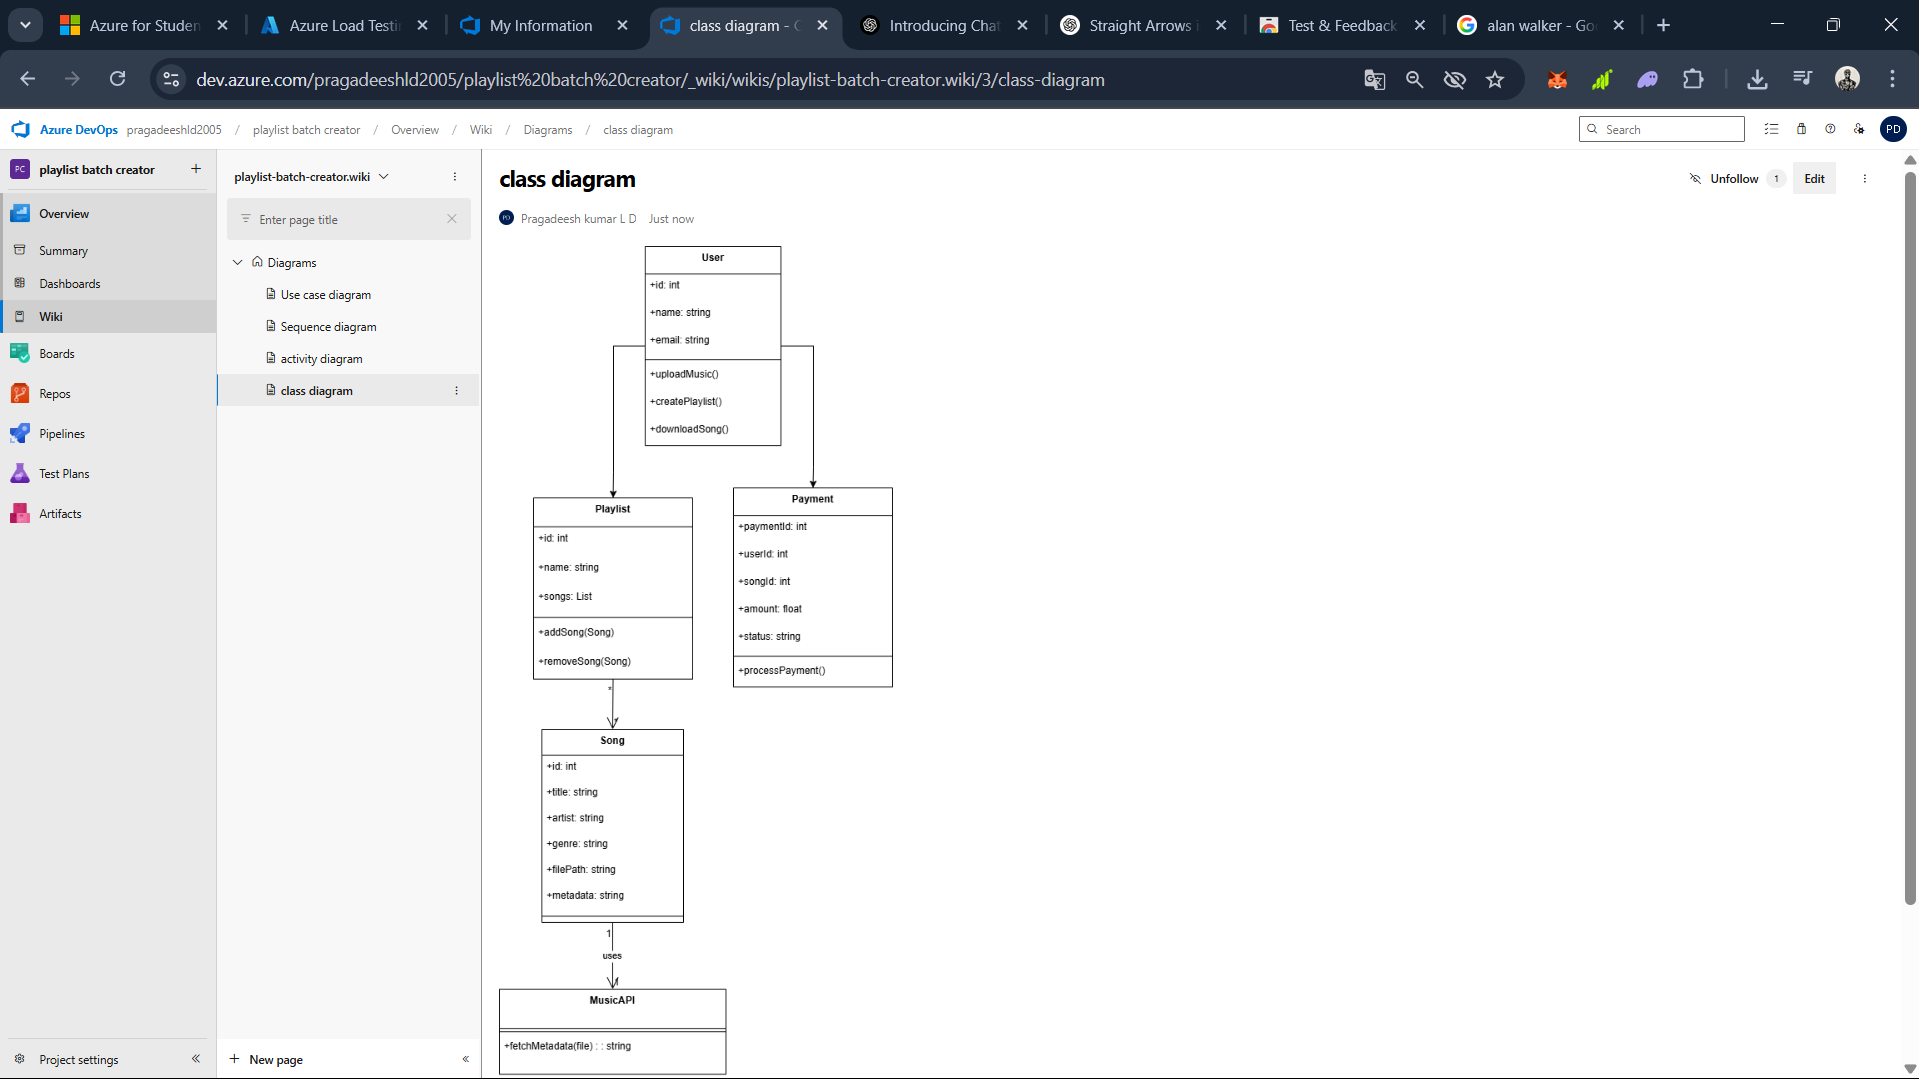 Azure for Studen
Azure Load Testi
My Information
class diagram - C
Introducing Chat
Straight Arrows i
Test & Feedback
alan walker - Goo
dev.azure.com/pragadeeshld2005/playlist%20batch%20creator/_wiki/wikis/playlist-batch-creator.wiki/3/class-diagram
Azure DevOps pragadeeshld2005 / playlist batch creator / Overview / Wiki / Diagrams / class diagram
Search
PD
PC playlist batch creator
Overview
Summary
Dashboards
Wiki
Boards
Repos
Pipelines
Test Plans
Artifacts
Project settings
playlist-batch-creator.wiki
Enter page title
Diagrams
Use case diagram
Sequence diagram
activity diagram
class diagram
New page
class diagram
Unfollow 1 Edit
PD Pragadeesh kumar L D Just now
User
+id: int
+name: string
+email: string
+uploadMusic()
+createPlaylist()
+downloadSong()
Playlist
+id: int
+name: string
+songs: List
+addSong(Song)
+removeSong(Song)
Payment
+paymentId: int
+userId: int
+songId: int
+amount: float
+status: string
+processPayment()
*
Song
+id: int
+title: string
+artist: string
+genre: string
+filePath: string
+metadata: string
1
uses
MusicAPI
+fetchMetadata(file) : : string